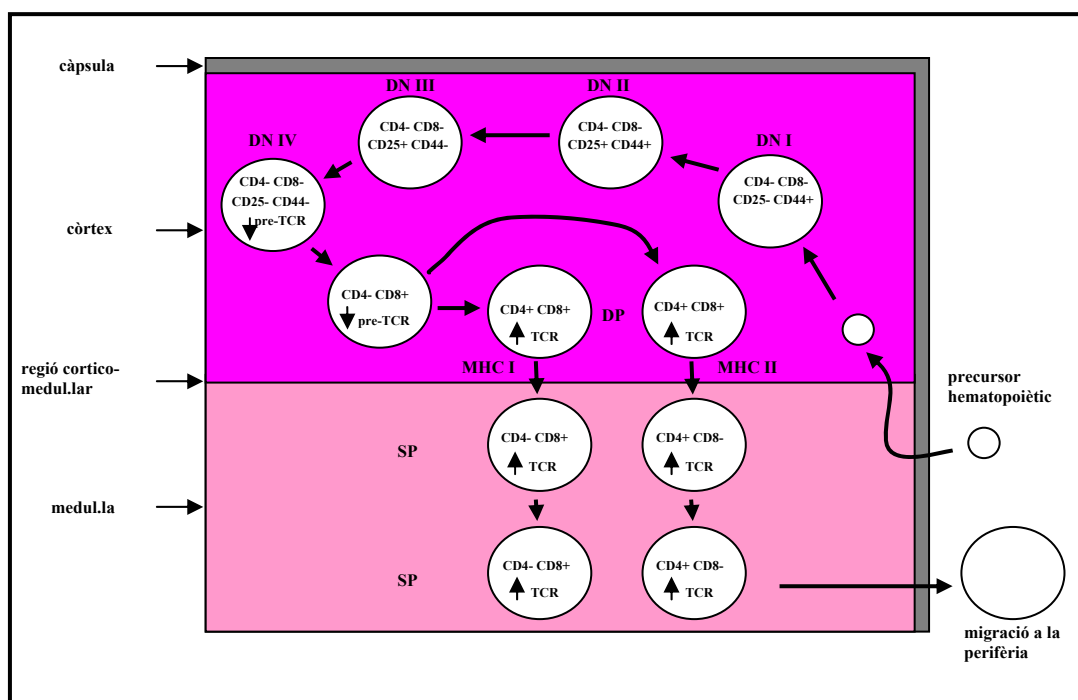 càpsula
DN III
DN II
CD4- CD8-
CD25+ CD44-
CD4- CD8-
CD25+ CD44+
DN IV
DN I
CD4- CD8-
CD25- CD44-
pre-TCR
CD4- CD8-
CD25- CD44+
còrtex
CD4- CD8+
pre-TCR
CD4+ CD8+
TCR
DP
CD4+ CD8+
TCR
MHC I
MHC II
regió cortico-
medul.lar
precursor
hematopoiètic
SP
CD4- CD8+
TCR
CD4+ CD8-
TCR
medul.la
SP
CD4- CD8+
TCR
CD4+ CD8-
TCR
migració a la
perifèria